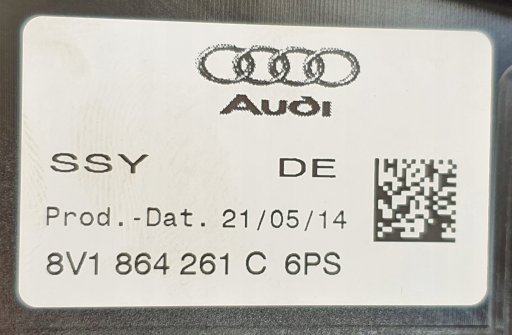 Audi
SSY DE
Prod.-Dat. 21/05/14
8V1 864 261 C 6PS